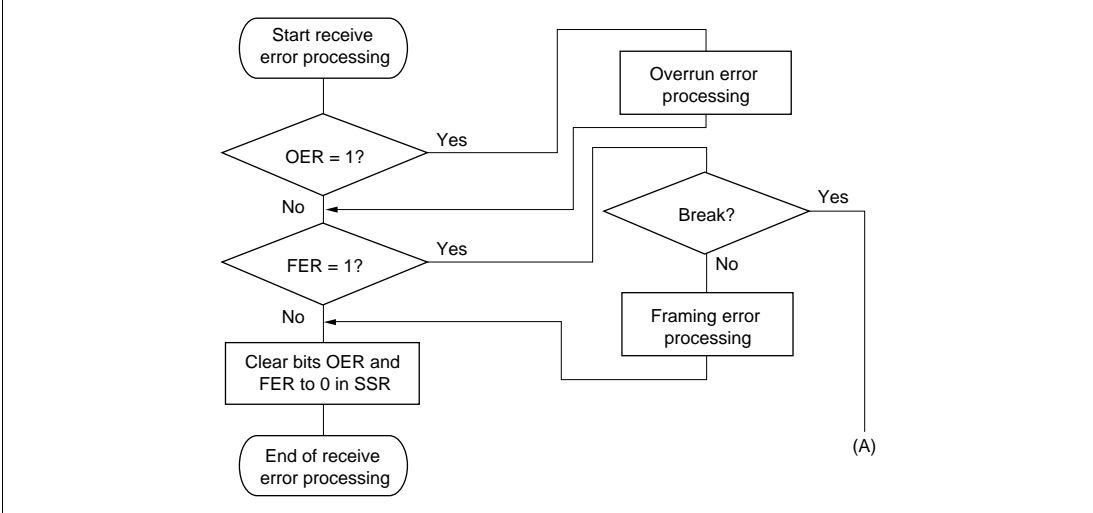 Start receive
error processing
OER = 1?
Yes
Overrun error
processing
No
FER = 1?
Yes
Break?
Yes
No
Framing error
processing
No
Clear bits OER and
FER to 0 in SSR
End of receive
error processing
(A)